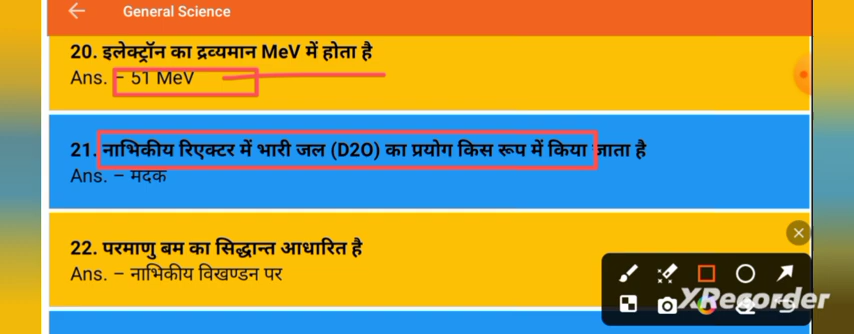 General Science
20. इलेक्ट्रॉन का द्रव्यमान MeV में होता है
Ans. – 51 MeV
21. नाभिकीय रिएक्टर में भारी जल (D2O) का प्रयोग किस रूप में किया जाता है
Ans. – मंदक
22. परमाणु बम का सिद्धान्त आधारित है
Ans. – नाभिकीय विखण्डन पर
XRecorder